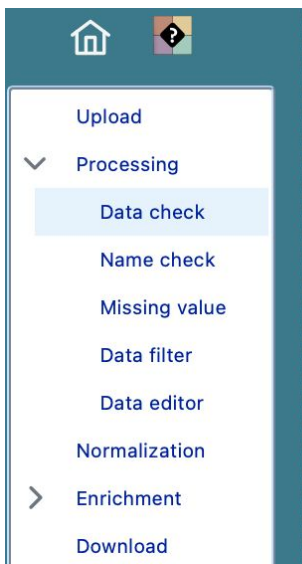 ?
Upload
Processing
Data check
Name check
Missing value
Data filter
Data editor
Normalization
Enrichment
Download